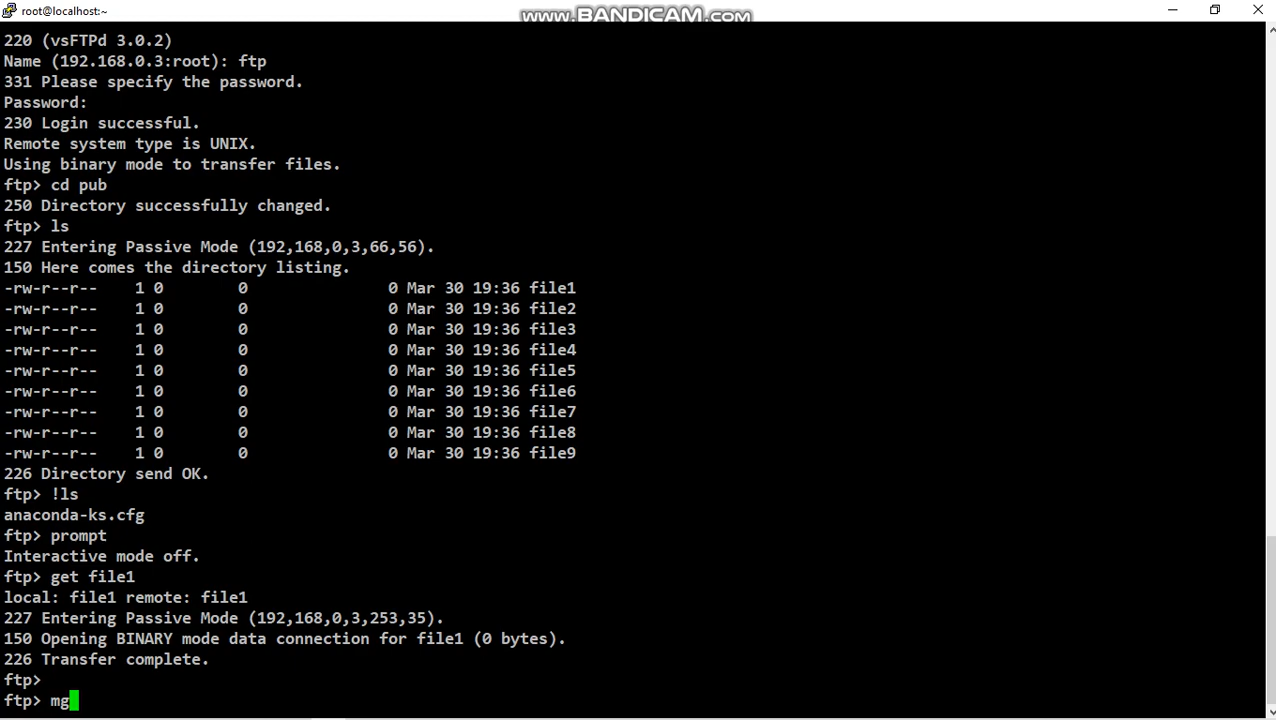 root@localhost:~
www.BANDICAM.com
220 (vsFTPd 3.0.2)
Name (192.168.0.3:root): ftp
331 Please specify the password.
Password:
230 Login successful.
Remote system type is UNIX.
Using binary mode to transfer files.
ftp> cd pub
250 Directory successfully changed.
ftp> ls
227 Entering Passive Mode (192,168,0,3,66,56).
150 Here comes the directory listing.
-rw-r--r--    1 0        0               0 Mar 30 19:36 file1
-rw-r--r--    1 0        0               0 Mar 30 19:36 file2
-rw-r--r--    1 0        0               0 Mar 30 19:36 file3
-rw-r--r--    1 0        0               0 Mar 30 19:36 file4
-rw-r--r--    1 0        0               0 Mar 30 19:36 file5
-rw-r--r--    1 0        0               0 Mar 30 19:36 file6
-rw-r--r--    1 0        0               0 Mar 30 19:36 file7
-rw-r--r--    1 0        0               0 Mar 30 19:36 file8
-rw-r--r--    1 0        0               0 Mar 30 19:36 file9
226 Directory send OK.
ftp> !ls
anaconda-ks.cfg
ftp> prompt
Interactive mode off.
ftp> get file1
local: file1 remote: file1
227 Entering Passive Mode (192,168,0,3,253,35).
150 Opening BINARY mode data connection for file1 (0 bytes).
226 Transfer complete.
ftp>
ftp> mg